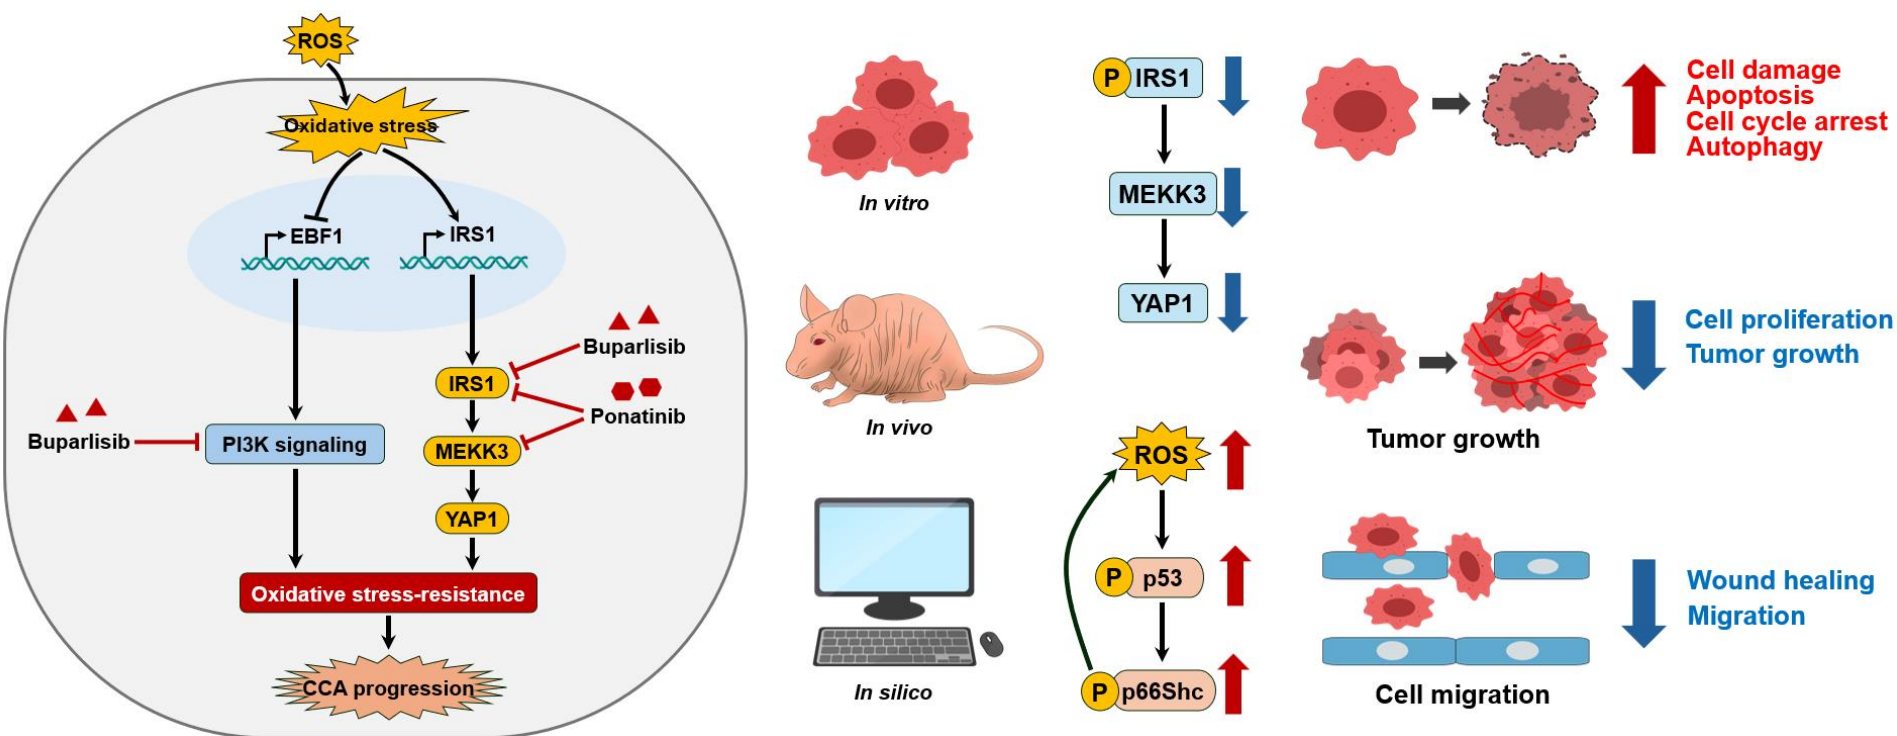 ROS
Oxidative stress
EBF1
IRS1
Buparlisib
IRS1
Ponatinib
Buparlisib
PI3K signaling
MEKK3
YAP1
Oxidative stress-resistance
CCA progression
In vitro
In vivo
In silico
P IRS1
MEKK3
YAP1
ROS
P p53
P p66Shc
Cell damage
Apoptosis
Cell cycle arrest
Autophagy
Cell proliferation
Tumor growth
Tumor growth
Wound healing
Migration
Cell migration